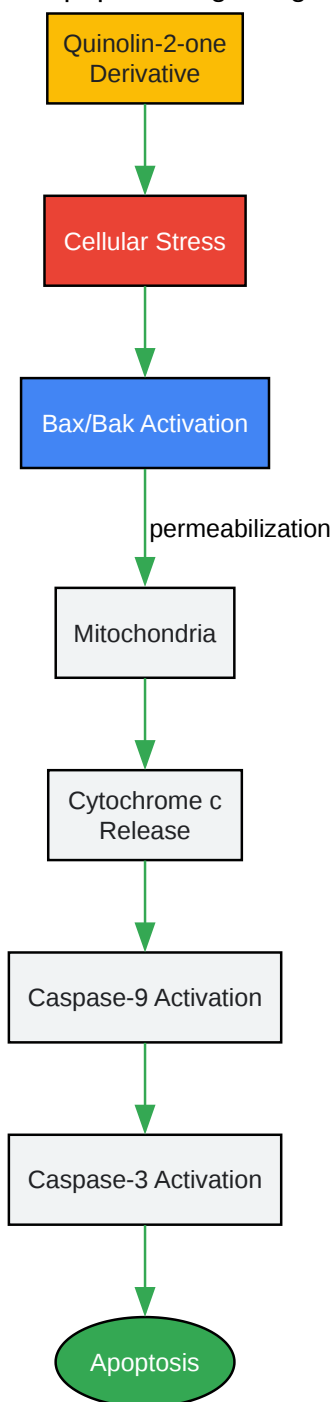 Quinolin-2-one
Derivative
Cellular Stress
Bax/Bak Activation
permeabilization
Mitochondria
Cytochrome c
Release
Caspase-9 Activation
Caspase-3 Activation
Apoptosis